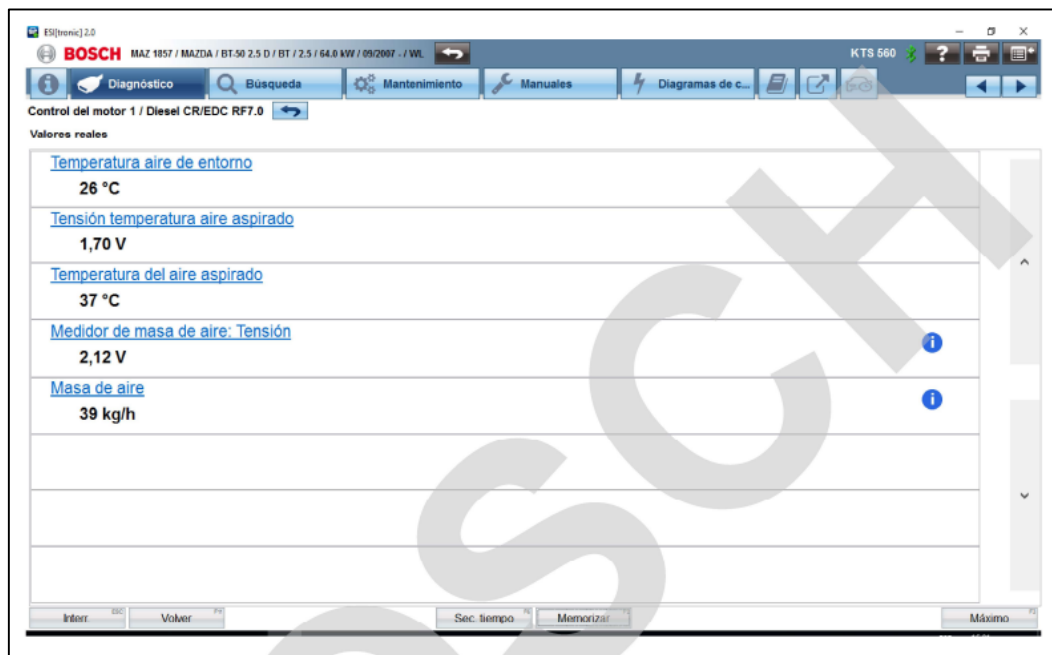 ESI[tronic] 2.0
BOSCH MAZ 1857 / MAZDA / BT-50 2.5 D / BT / 2.5 / 64.0 kW / 09/2007 - / WL KTS 560 ?
Diagnóstico Búsqueda Mantenimiento Manuales Diagramas de c...
Control del motor 1 / Diesel CR/EDC RF7.0
Valores reales
Temperatura aire de entorno
26 °C
Tensión temperatura aire aspirado
1,70 V
Temperatura del aire aspirado
37 °C
Medidor de masa de aire: Tensión
2,12 V
Masa de aire
39 kg/h
Interr. ESC Volver Sec. tiempo Memorizar Máximo
BOSCH